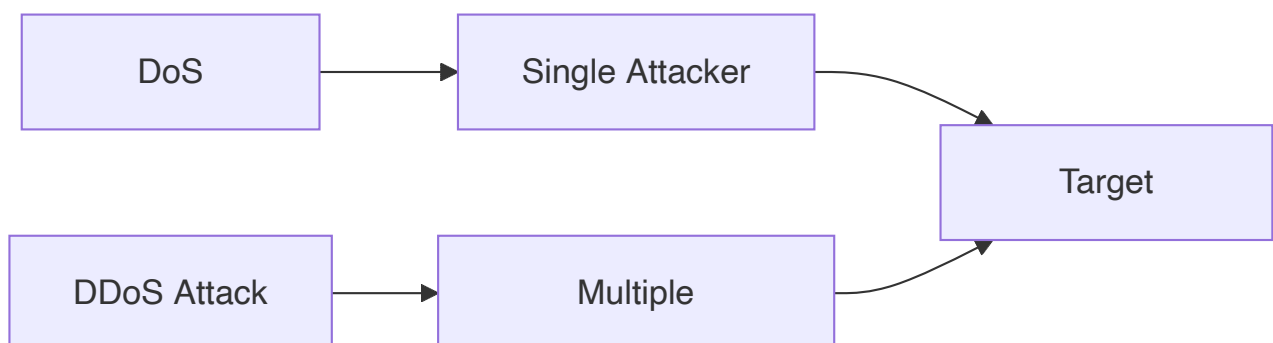 DoS
Single Attacker
Target
DDoS Attack
Multiple